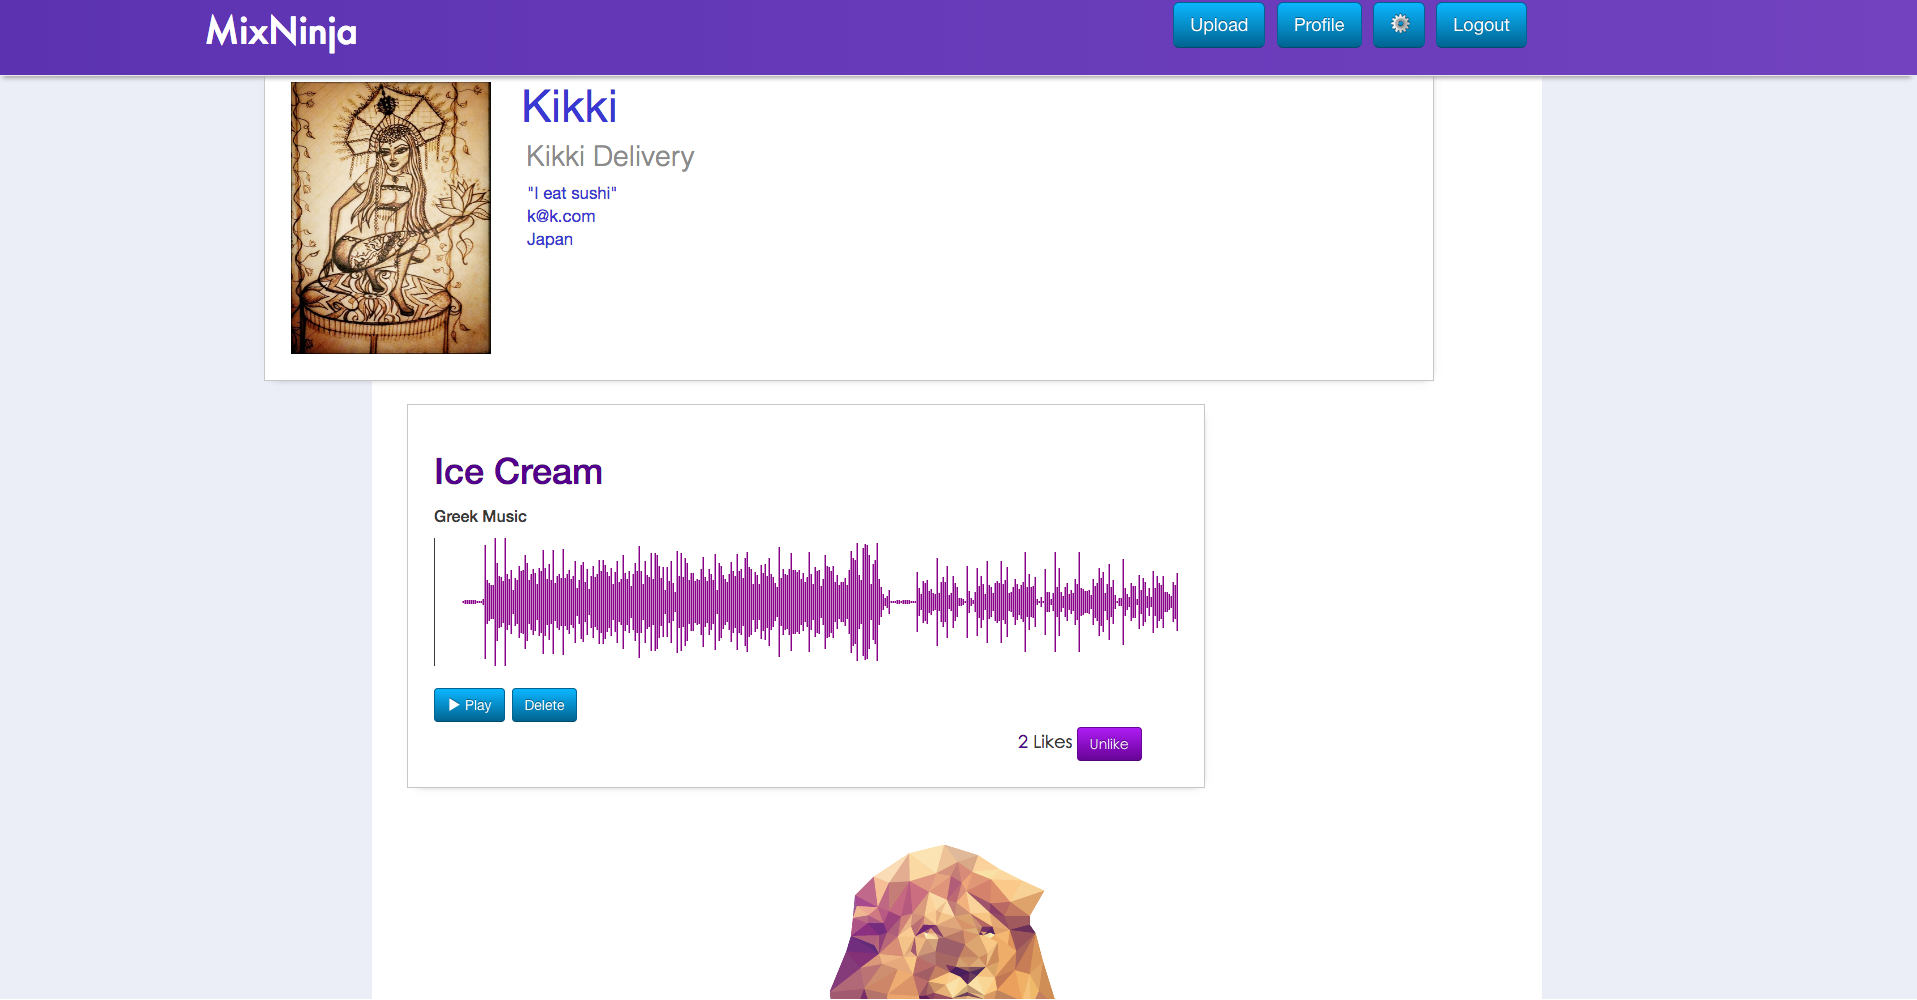 MixNinja
Upload Profile Logout
Kikki
Kikki Delivery
"I eat sushi"
k@k.com
Japan
Ice Cream
Greek Music
Play Delete
2 Likes Unlike